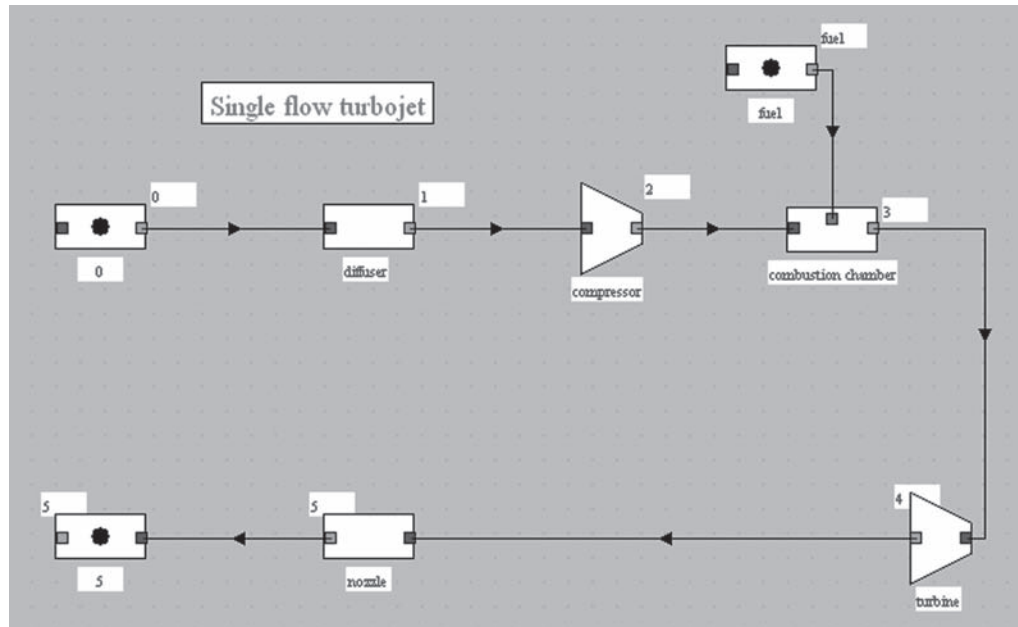 fuel
Single flow turbojet
fuel
0
1
2
3
0
diffuser
compressor
combustion chamber
5
5
4
5
nozzle
turbine